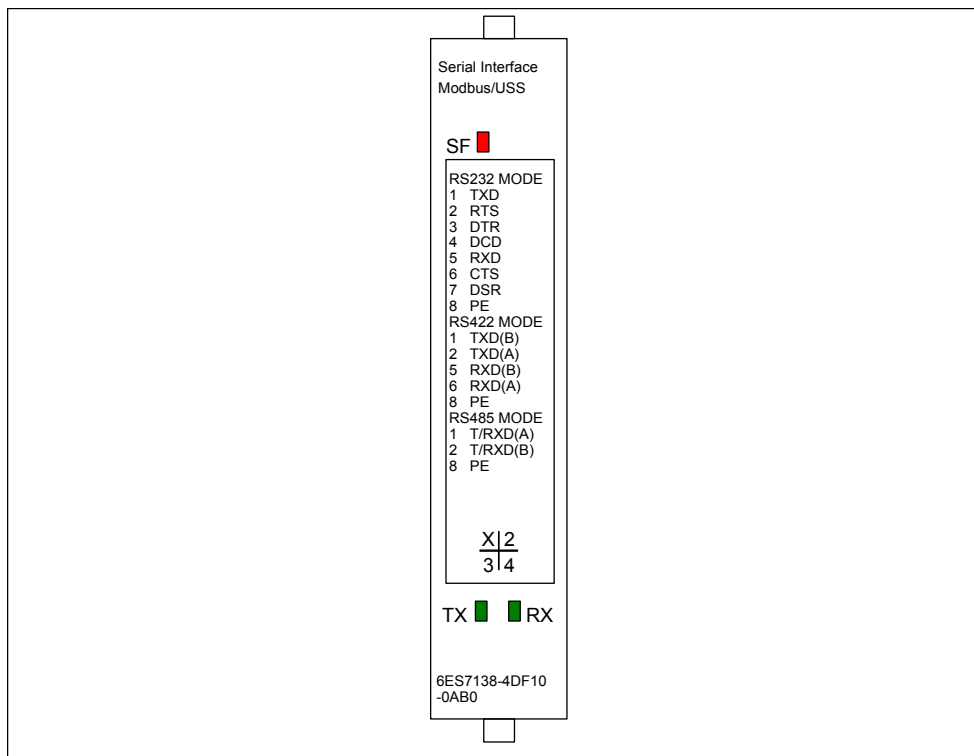 Serial Interface
Modbus/USS
SF
RS232 MODE
1 TXD
2 RTS
3 DTR
4 DCD
5 RXD
6 CTS
7 DSR
8 PE
RS422 MODE
1 TXD(B)
2 TXD(A)
5 RXD(B)
6 RXD(A)
8 PE
RS485 MODE
1 T/RXD(A)
2 T/RXD(B)
8 PE
X 2
3 4
TX RX
6ES7138-4DF10
-0AB0